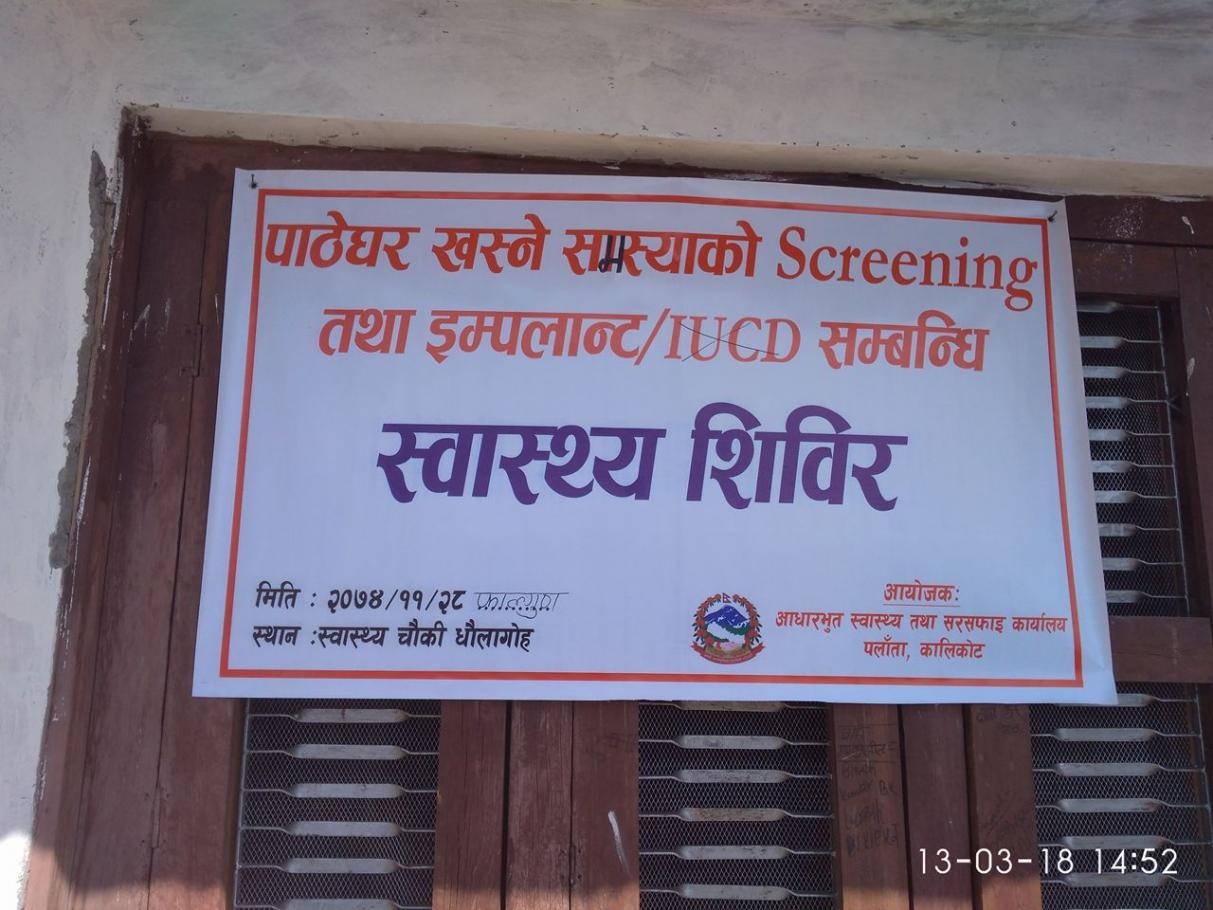 पाठेघर खस्ने समस्याको Screening
तथा इम्पलान्ट/IUCD सम्बन्धि
स्वास्थ्य शिविर
मिति : २०७४/११/२८ फाल्गुण
स्थान :स्वास्थ्य चौकी धौलागोह
आयोजक:
आधारभुत स्वास्थ्य तथा सरसफाइ कार्यालय
पलाँता, कालिकोट
13-03-18 14:52